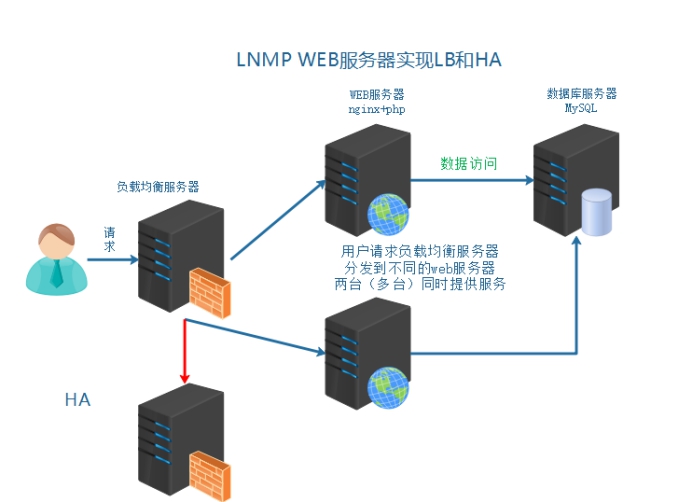 LNMP WEB服务器实现LB和HA
WEB服务器
nginx+php
数据库服务器
MySQL
数据访问
负载均衡服务器
请
求
用户请求负载均衡服务器
分发到不同的web服务器
两台（多台）同时提供服务
HA